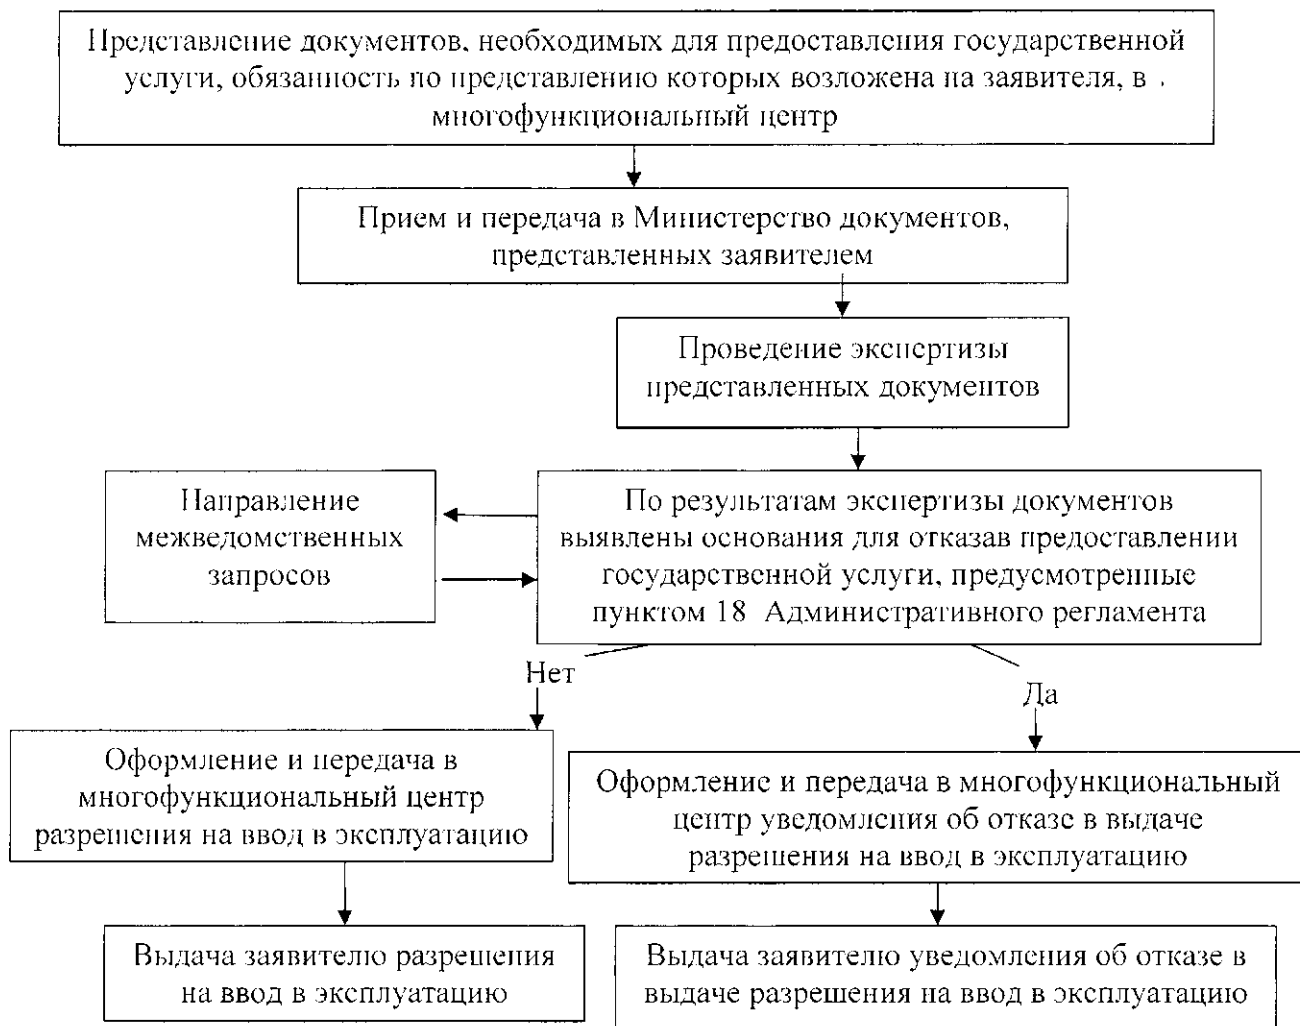 Представление документов, необходимых для предоставления государственной
услуги, обязанность по представлению которых возложена на заявителя, в
многофункциональный центр
Прием и передача в Министерство документов,
представленных заявителем
Проведение экспертизы
представленных документов
Направление
межведомственных
запросов
По результатам экспертизы документов
выявлены основания для отказав предоставлении
государственной услуги, предусмотренные
пунктом 18 Административного регламента
Нет
Да
Оформление и передача в
многофункциональный центр
разрешения на ввод в эксплуатацию
Оформление и передача в многофункциональный
центр уведомления об отказе в выдаче
разрешения на ввод в эксплуатацию
Выдача заявителю разрешения
на ввод в эксплуатацию
Выдача заявителю уведомления об отказе в
выдаче разрешения на ввод в эксплуатацию